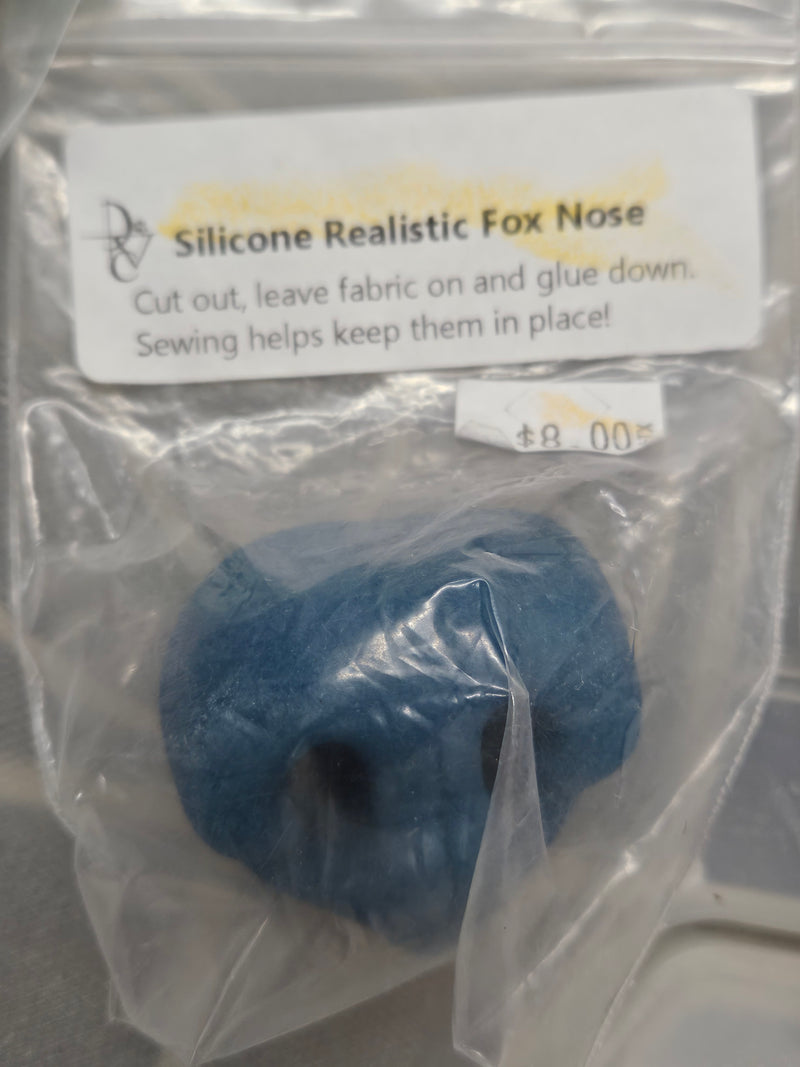 Silicone Realistic Fox Nose
Cut out, leave fabric on and glue down.
Sewing helps keep them in place!
$8.00